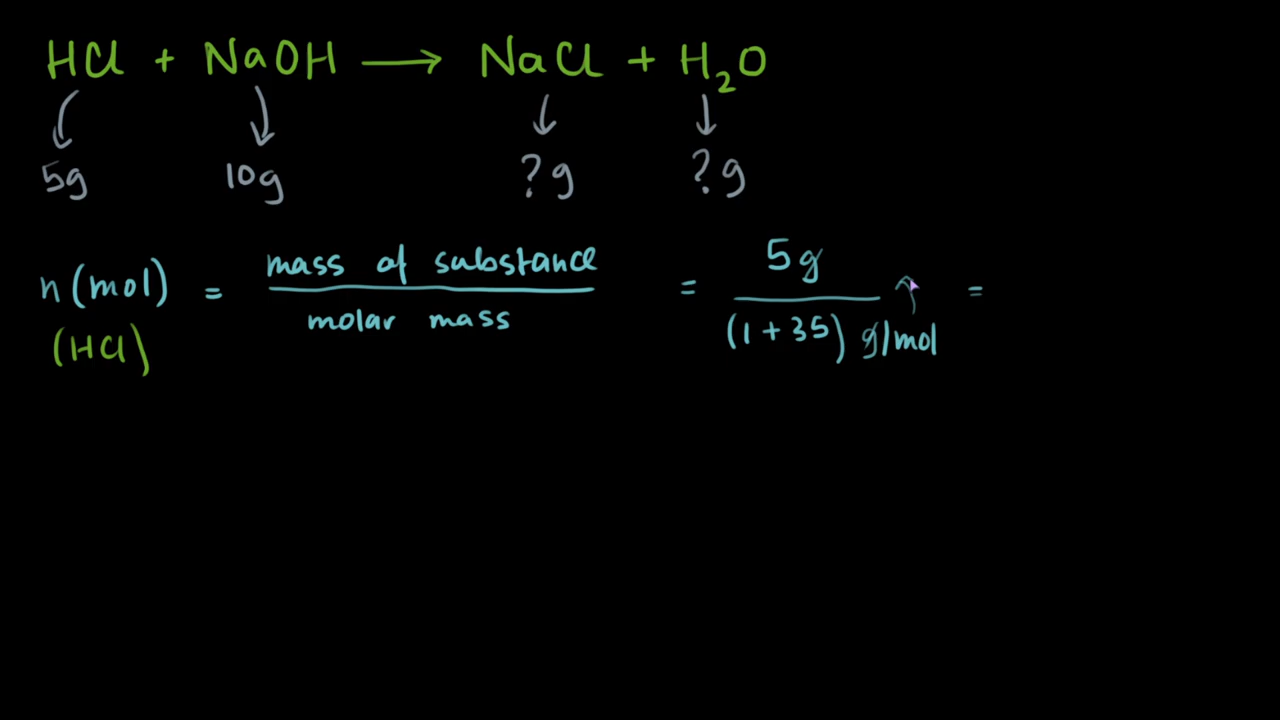 HCl + NaOH ⟶ NaCl + H₂O
5g 10g ?g ?g
n(mol) = mass of substance / molar mass = 5g / (1 + 35) g/mol =
(HCl)